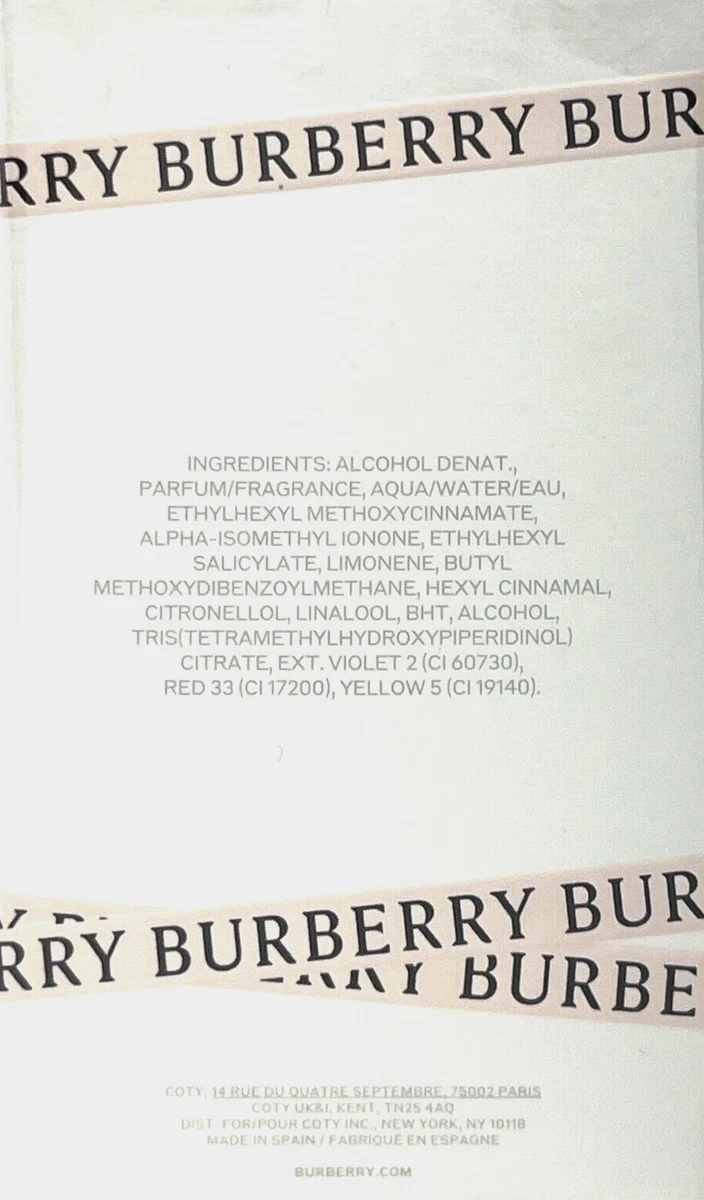 RRY BURBERRY BUR
INGREDIENTS: ALCOHOL DENAT.,
PARFUM/FRAGRANCE, AQUA/WATER/EAU,
ETHYLHEXYL METHOXYCINNAMATE,
ALPHA-ISOMETHYL IONONE, ETHYLHEXYL
SALICYLATE, LIMONENE, BUTYL
METHOXYDIBENZOYLMETHANE, HEXYL CINNAMAL,
CITRONELLOL, LINALOOL, BHT, ALCOHOL,
TRIS(TETRAMETHYLHYDROXYPIPERIDINOL)
CITRATE, EXT. VIOLET 2 (CI 60730),
RED 33 (CI 17200), YELLOW 5 (CI 19140).
RRY BURBERRY BUR
BURBE
COTY, 14 RUE DU QUATRE SEPTEMBRE, 75002 PARIS
COTY UK&I, KENT, TN25 4AQ
DIST. FOR/POUR COTY INC., NEW YORK, NY 10118
MADE IN SPAIN / FABRIQUÉ EN ESPAGNE
BURBERRY.COM